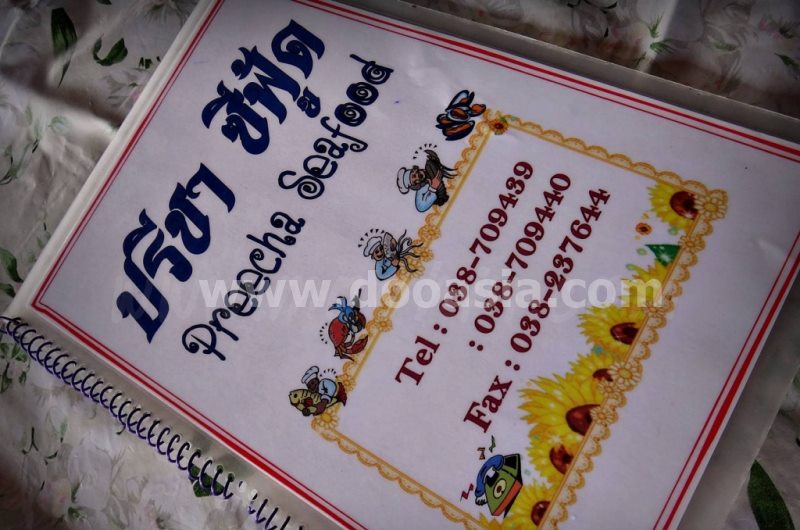 ปรีชา ซีฟู้ด
Preecha Seafood
Tel : 038-709439
: 038-709440
Fax : 038-237644
www.dooasia.com